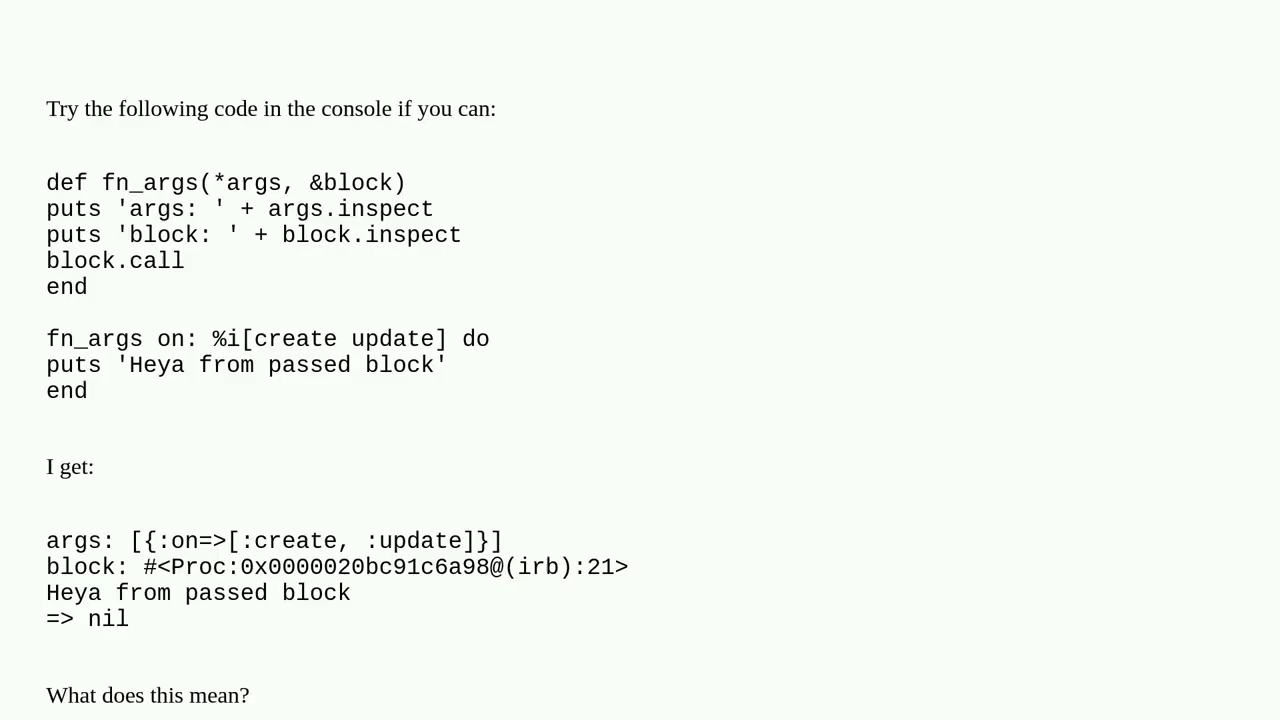 Try the following code in the console if you can:
def fn_args(*args, &block)
puts 'args: ' + args.inspect
puts 'block: ' + block.inspect
block.call
end
fn_args on: %i[create update] do
puts 'Heya from passed block'
end
I get:
args: [{:on=>[:create, :update]}]
block: #<Proc:0x0000020bc91c6a98@(irb):21>
Heya from passed block
=> nil
What does this mean?